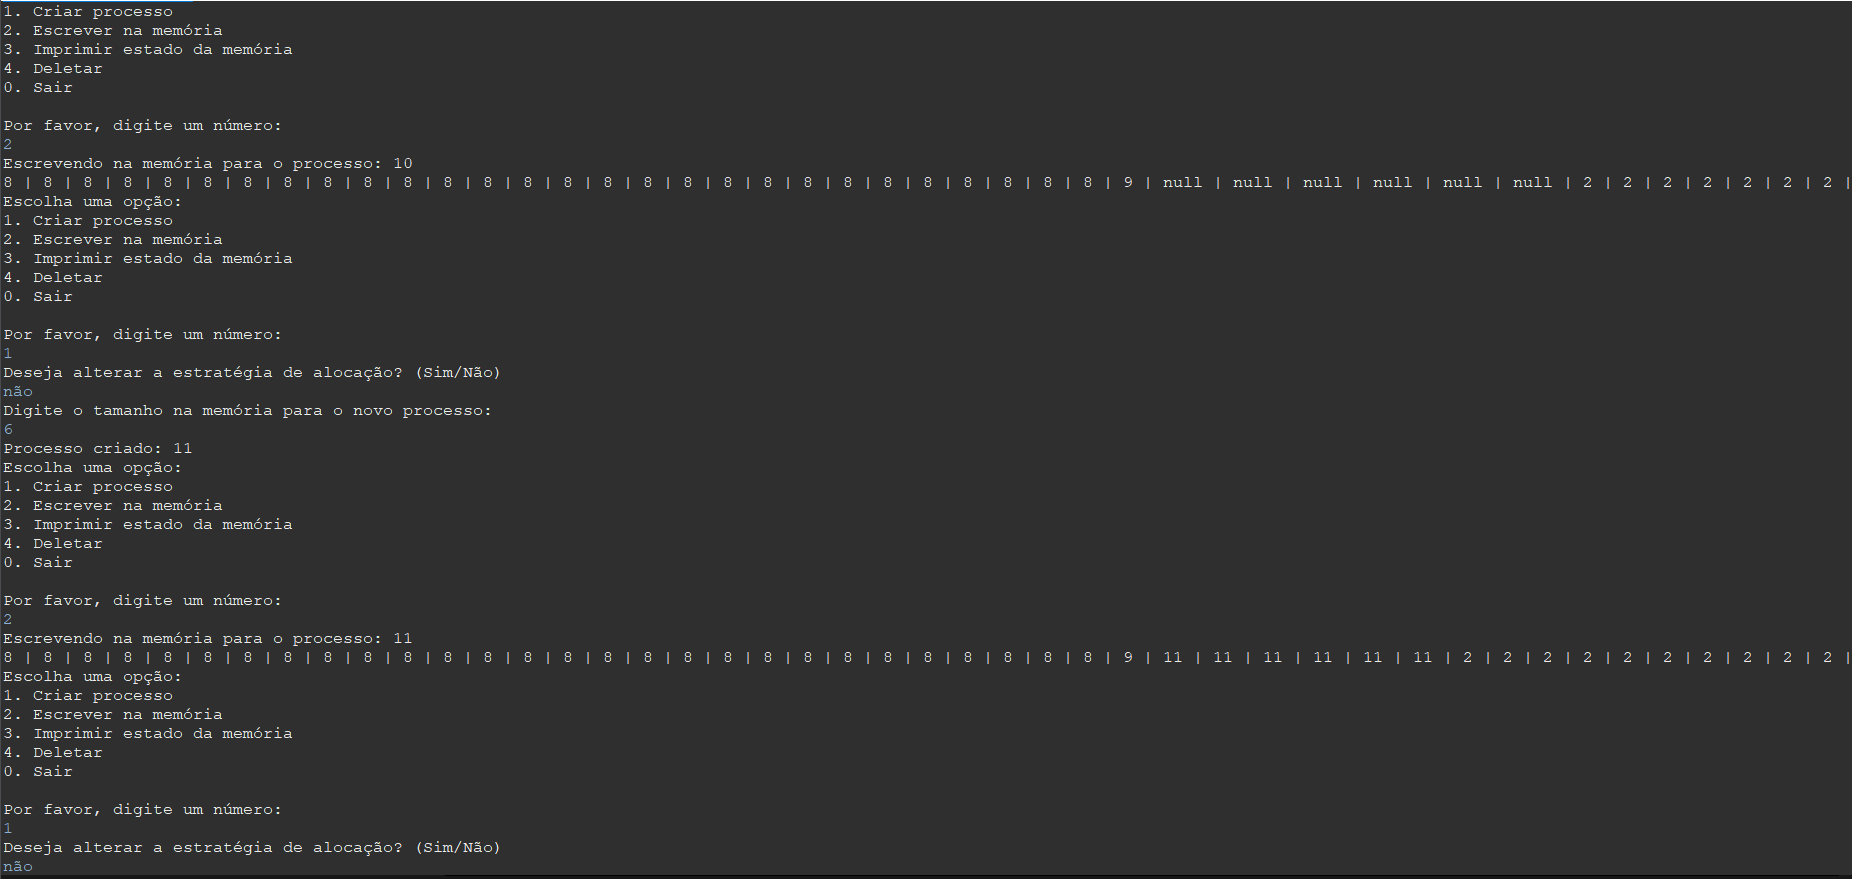 1. Criar processo
2. Escrever na memória
3. Imprimir estado da memória
4. Deletar
0. Sair
Por favor, digite um número:
2
Escrevendo na memória para o processo: 10
8 | 8 | 8 | 8 | 8 | 8 | 8 | 8 | 8 | 8 | 8 | 8 | 8 | 8 | 8 | 8 | 8 | 8 | 8 | 8 | 8 | 8 | 8 | 8 | 8 | 8 | 8 | 8 | 9 | null | null | null | null | null | null | 2 | 2 | 2 | 2 | 2 | 2 | 2 |
Escolha uma opção:
1. Criar processo
2. Escrever na memória
3. Imprimir estado da memória
4. Deletar
0. Sair
Por favor, digite um número:
1
Deseja alterar a estratégia de alocação? (Sim/Não)
não
Digite o tamanho na memória para o novo processo:
6
Processo criado: 11
Escolha uma opção:
1. Criar processo
2. Escrever na memória
3. Imprimir estado da memória
4. Deletar
0. Sair
Por favor, digite um número:
2
Escrevendo na memória para o processo: 11
8 | 8 | 8 | 8 | 8 | 8 | 8 | 8 | 8 | 8 | 8 | 8 | 8 | 8 | 8 | 8 | 8 | 8 | 8 | 8 | 8 | 8 | 8 | 8 | 8 | 8 | 8 | 8 | 9 | 11 | 11 | 11 | 11 | 11 | 11 | 2 | 2 | 2 | 2 | 2 | 2 | 2 | 2 | 2 | 2 |
Escolha uma opção:
1. Criar processo
2. Escrever na memória
3. Imprimir estado da memória
4. Deletar
0. Sair
Por favor, digite um número:
1
Deseja alterar a estratégia de alocação? (Sim/Não)
não